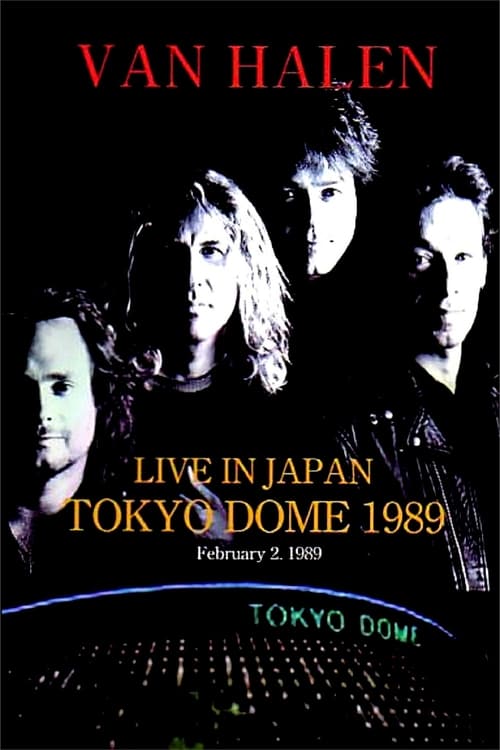 VAN HALEN
LIVE IN JAPAN
TOKYO DOME 1989
February 2. 1989
TOKYO DOME